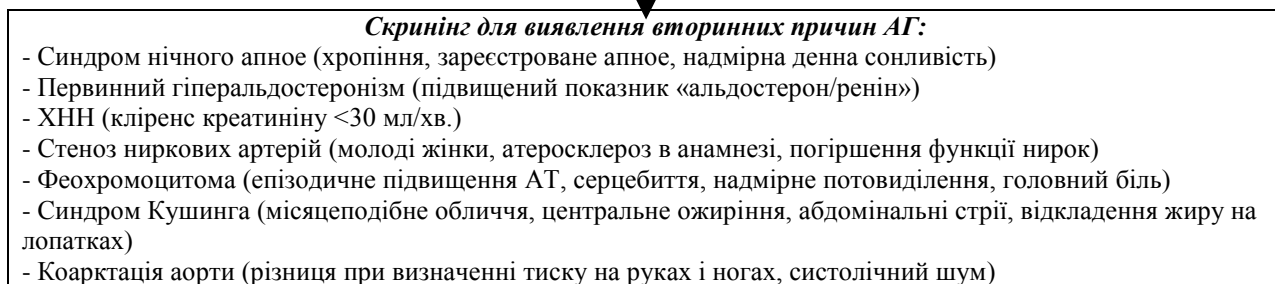 Скринінг для виявлення вторинних причин АГ:
- Синдром нічного апное (хропіння, зареєстроване апное, надмірна денна сонливість)
- Первинний гіперальдостеронізм (підвищений показник «альдостерон/ренін»)
- ХНН (кліренс креатиніну <30 мл/хв.)
- Стеноз ниркових артерій (молоді жінки, атеросклероз в анамнезі, погіршення функції нирок)
- Феохромоцитома (епізодичне підвищення АТ, серцебиття, надмірне потовиділення, головний біль)
- Синдром Кушинга (місяцеподібне обличчя, центральне ожиріння, абдомінальні стрії, відкладення жиру на
лопатках)
- Коарктація аорти (різниця при визначенні тиску на руках і ногах, систолічний шум)